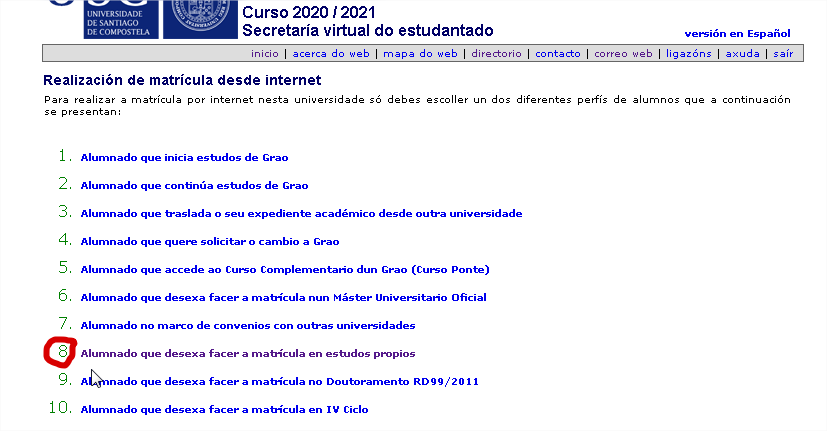 UNIVERSIDADE
DE SANTIAGO
DE COMPOSTELA
Curso 2020 / 2021
Secretaría virtual do estudantado
versión en Español
inicio | acerca do web | mapa do web | directorio | contacto | correo web | ligazóns | axuda | saír
Realización de matrícula desde internet
Para realizar a matrícula por internet nesta universidade só debes escoller un dos diferentes perfís de alumnos que a continuación
se presentan:
1. Alumnado que inicia estudos de Grao
2. Alumnado que continúa estudos de Grao
3. Alumnado que traslada o seu expediente académico desde outra universidade
4. Alumnado que quere solicitar o cambio a Grao
5. Alumnado que accede ao Curso Complementario dun Grao (Curso Ponte)
6. Alumnado que desexa facer a matrícula nun Máster Universitario Oficial
7. Alumnado no marco de convenios con outras universidades
8. Alumnado que desexa facer a matrícula en estudos propios
9. Alumnado que desexa facer a matrícula no Doutoramento RD99/2011
10. Alumnado que desexa facer a matrícula en IV Ciclo